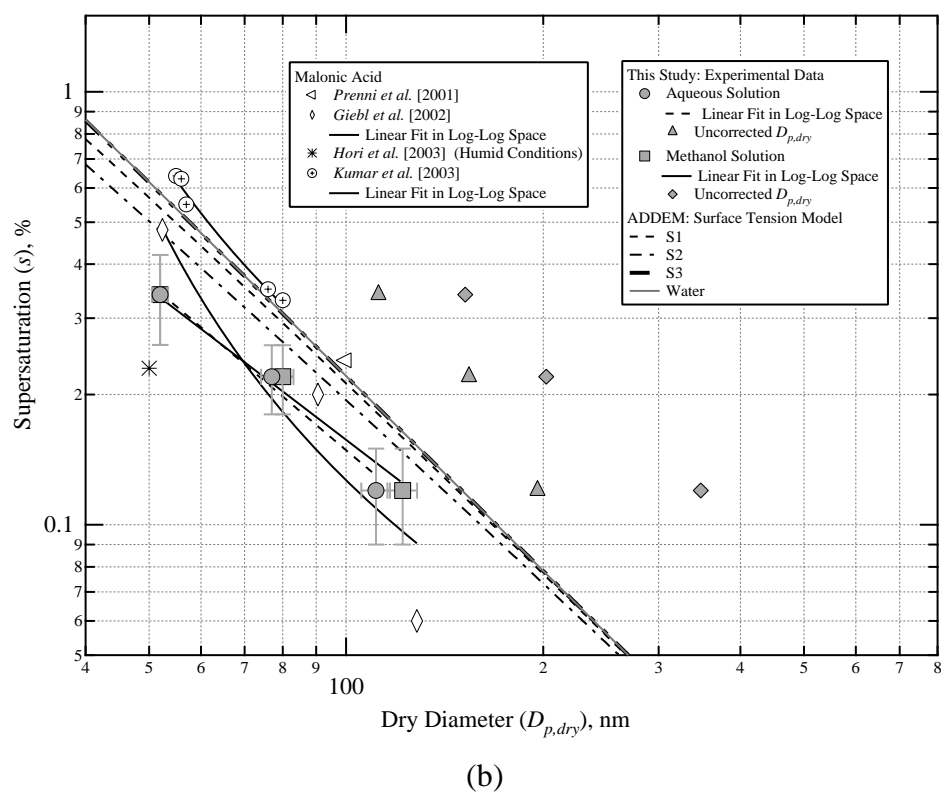 Malonic Acid
Prenni et al. [2001]
Giebl et al. [2002]
Linear Fit in Log-Log Space
Hori et al. [2003] (Humid Conditions)
Kumar et al. [2003]
Linear Fit in Log-Log Space
This Study: Experimental Data
Aqueous Solution
Linear Fit in Log-Log Space
Uncorrected Dp,dry
Methanol Solution
Linear Fit in Log-Log Space
Uncorrected Dp,dry
ADDEM: Surface Tension Model
S1
S2
S3
Water
Supersaturation (s), %
1
9
8
7
6
5
4
3
2
0.1
9
8
7
6
5
4 5 6 7 8 9 2 3 4 5 6 7 8
100
Dry Diameter (Dp,dry), nm
(b)